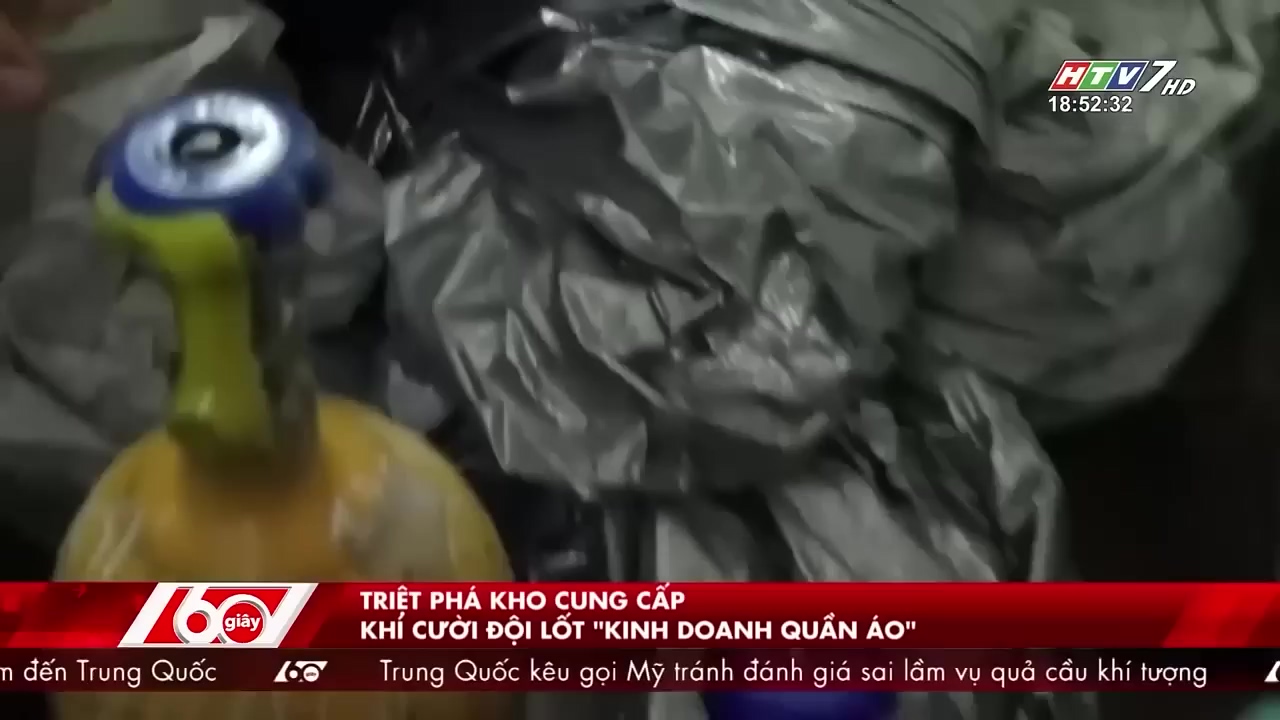 HTV7 HD
18:52:32
60 giây
TRIỆT PHÁ KHO CUNG CẤP
KHÍ CƯỜI ĐỘI LỐT "KINH DOANH QUẦN ÁO"
m đến Trung Quốc 60 giây Trung Quốc kêu gọi Mỹ tránh đánh giá sai lầm vụ quả cầu khí tượng